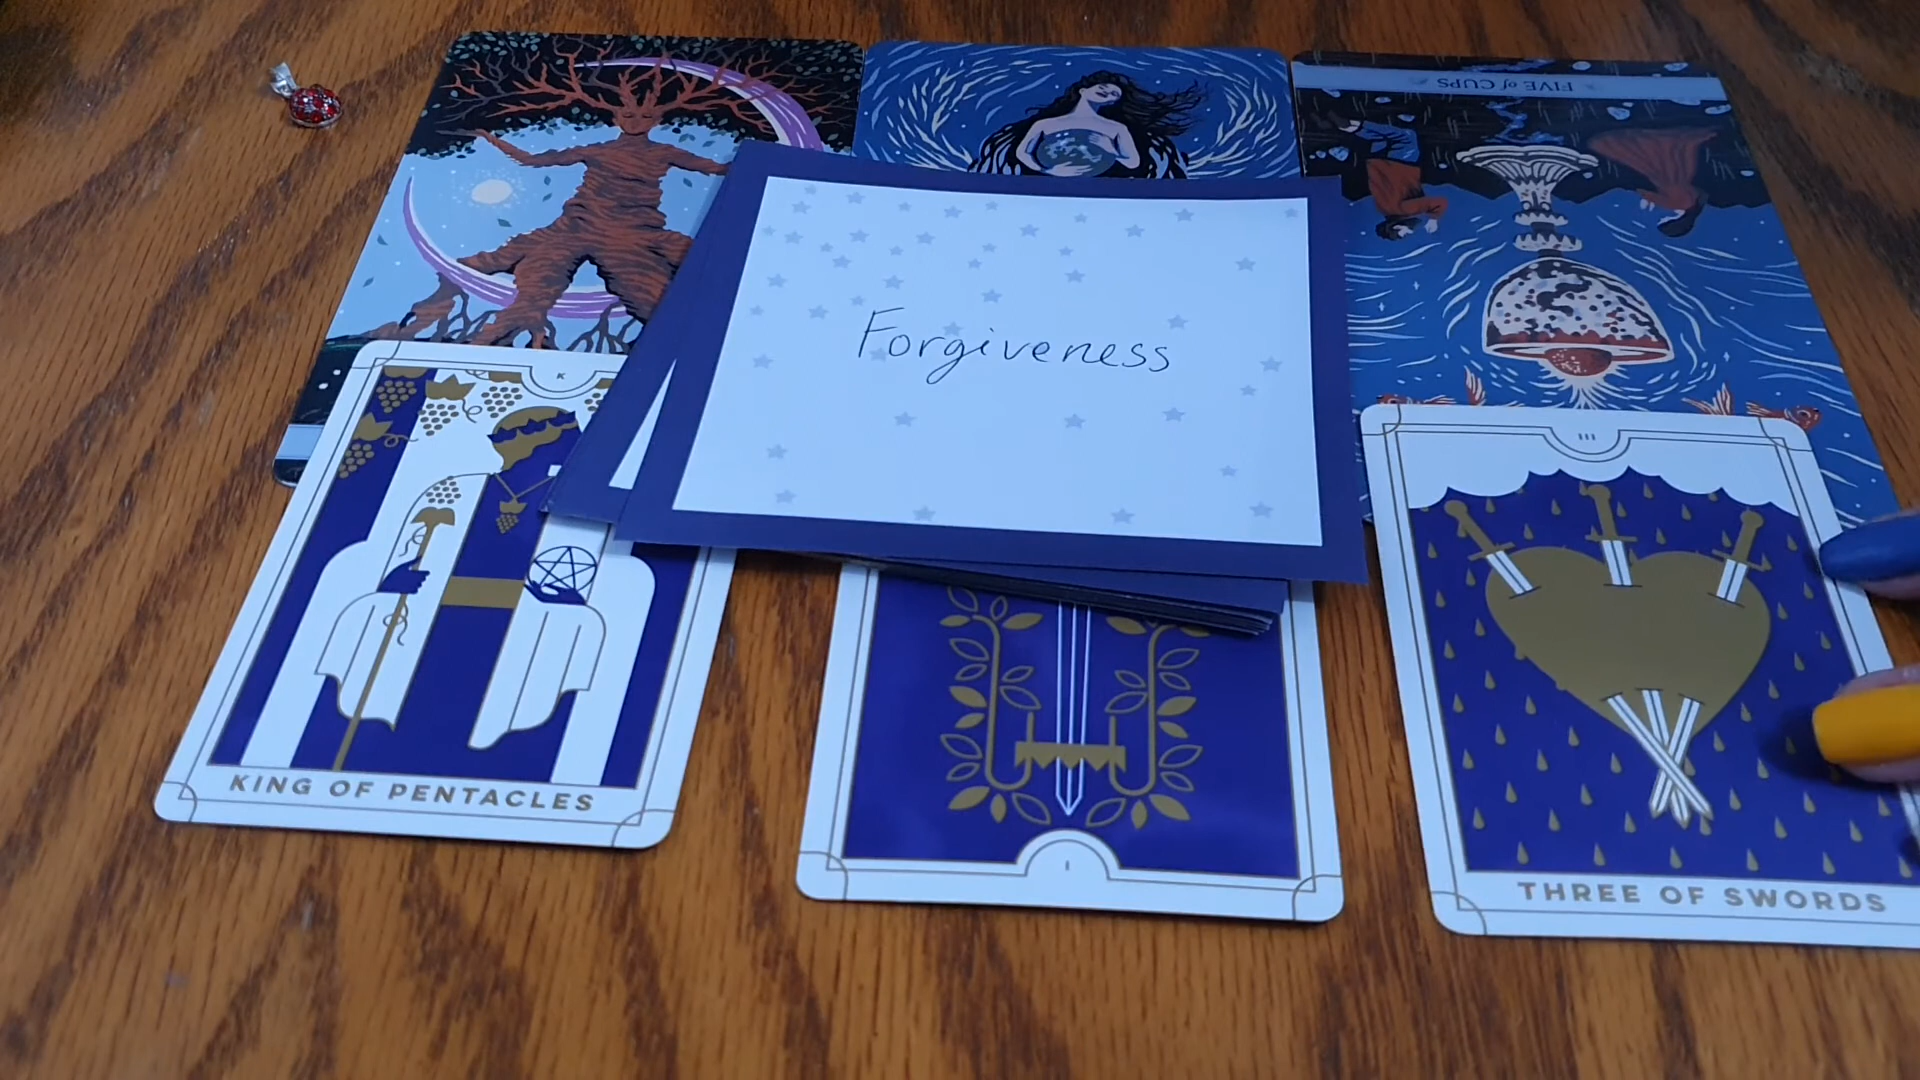 FIVE of CUPS
Forgiveness
K
KING OF PENTACLES
I
III
THREE OF SWORDS